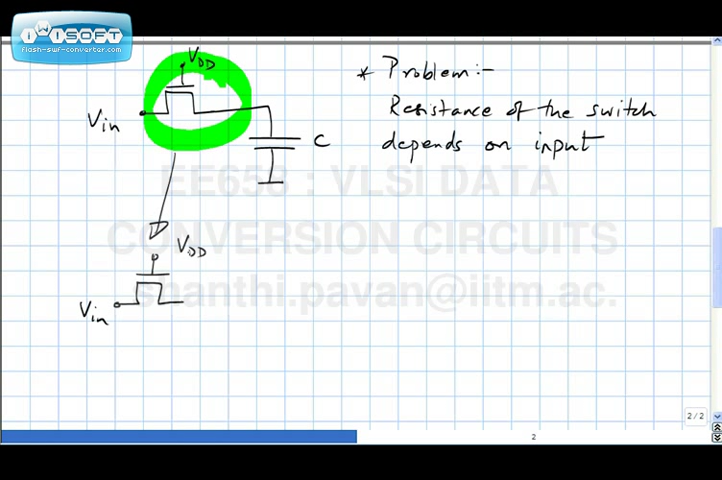 iWiSOFT
flash-swf-converter.com
VDD
Vin
C
* Problem:-
Resistance of the switch
depends on input
EE658 : VLSI DATA
CONVERSION CIRCUITS
shanthi.pavan@iitm.ac.
VDD
Vin
2 / 2
2